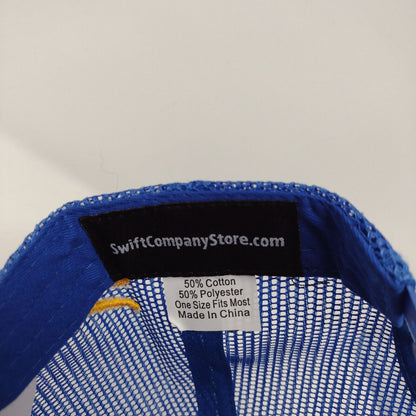 SwiftCompanyStore.com
50% Cotton
50% Polyester
One Size Fits Most
Made In China